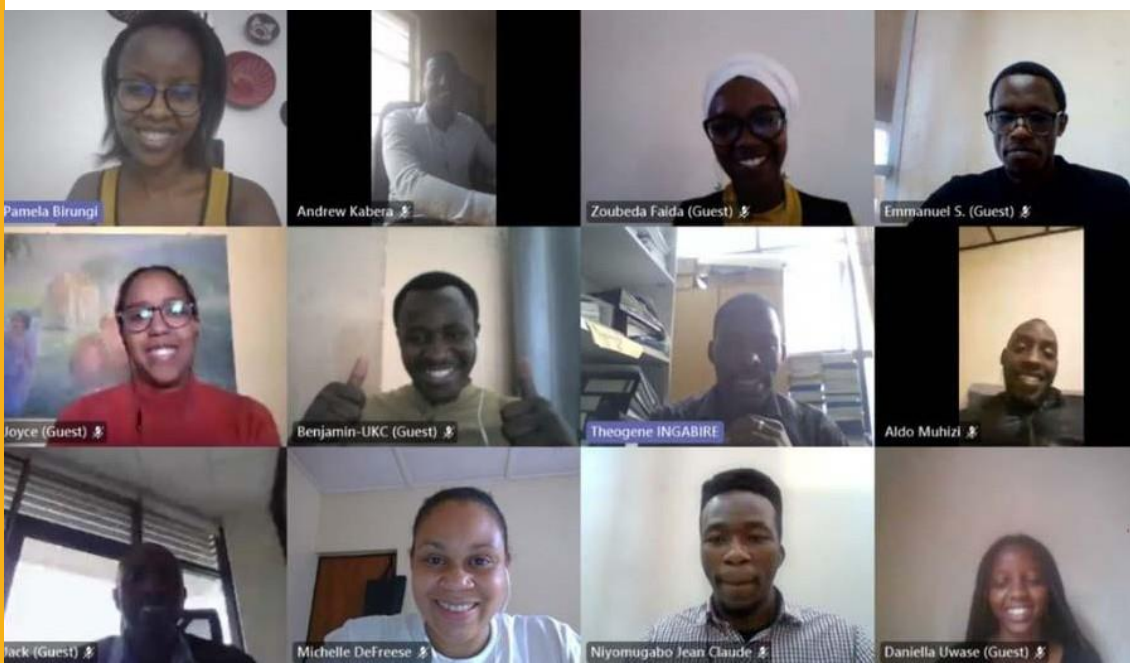 Pamela Birungi
Andrew Kabera
Zoubeda Faida (Guest)
Emmanuel S. (Guest)
Joyce (Guest)
Benjamin-UKC (Guest)
Theogene INGABIRE
Aldo Muhizi
Jack (Guest)
Michelle DeFreese
Niyomugabo Jean Claude
Daniella Uwase (Guest)